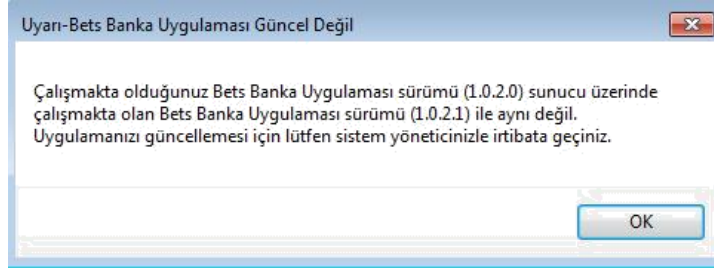 Uyarı-Bets Banka Uygulaması Güncel Değil
Çalışmakta olduğunuz Bets Banka Uygulaması sürümü (1.0.2.0) sunucu üzerinde
çalışmakta olan Bets Banka Uygulaması sürümü (1.0.2.1) ile aynı değil.
Uygulamanızı güncellemesi için lütfen sistem yöneticinizle irtibata geçiniz.
OK